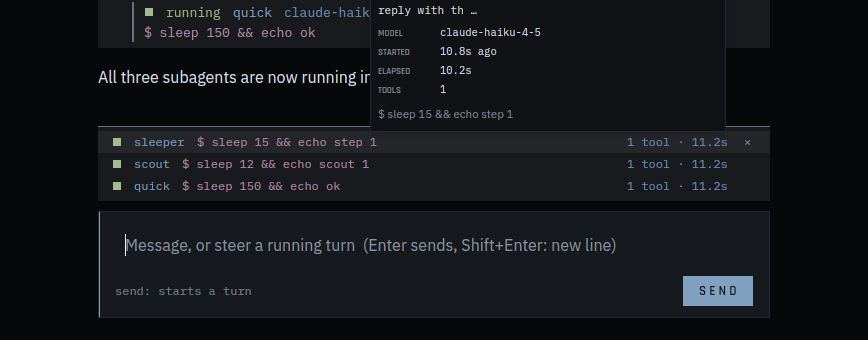 running quick claude-haik
$ sleep 150 && echo ok
reply with th …
MODEL claude-haiku-4-5
STARTED 10.8s ago
ELAPSED 10.2s
TOOLS 1
$ sleep 15 && echo step 1
All three subagents are now running in
sleeper $ sleep 15 && echo step 1 1 tool · 11.2s ×
scout $ sleep 12 && echo scout 1 1 tool · 11.2s
quick $ sleep 150 && echo ok 1 tool · 11.2s
Message, or steer a running turn (Enter sends, Shift+Enter: new line)
send: starts a turn
SEND